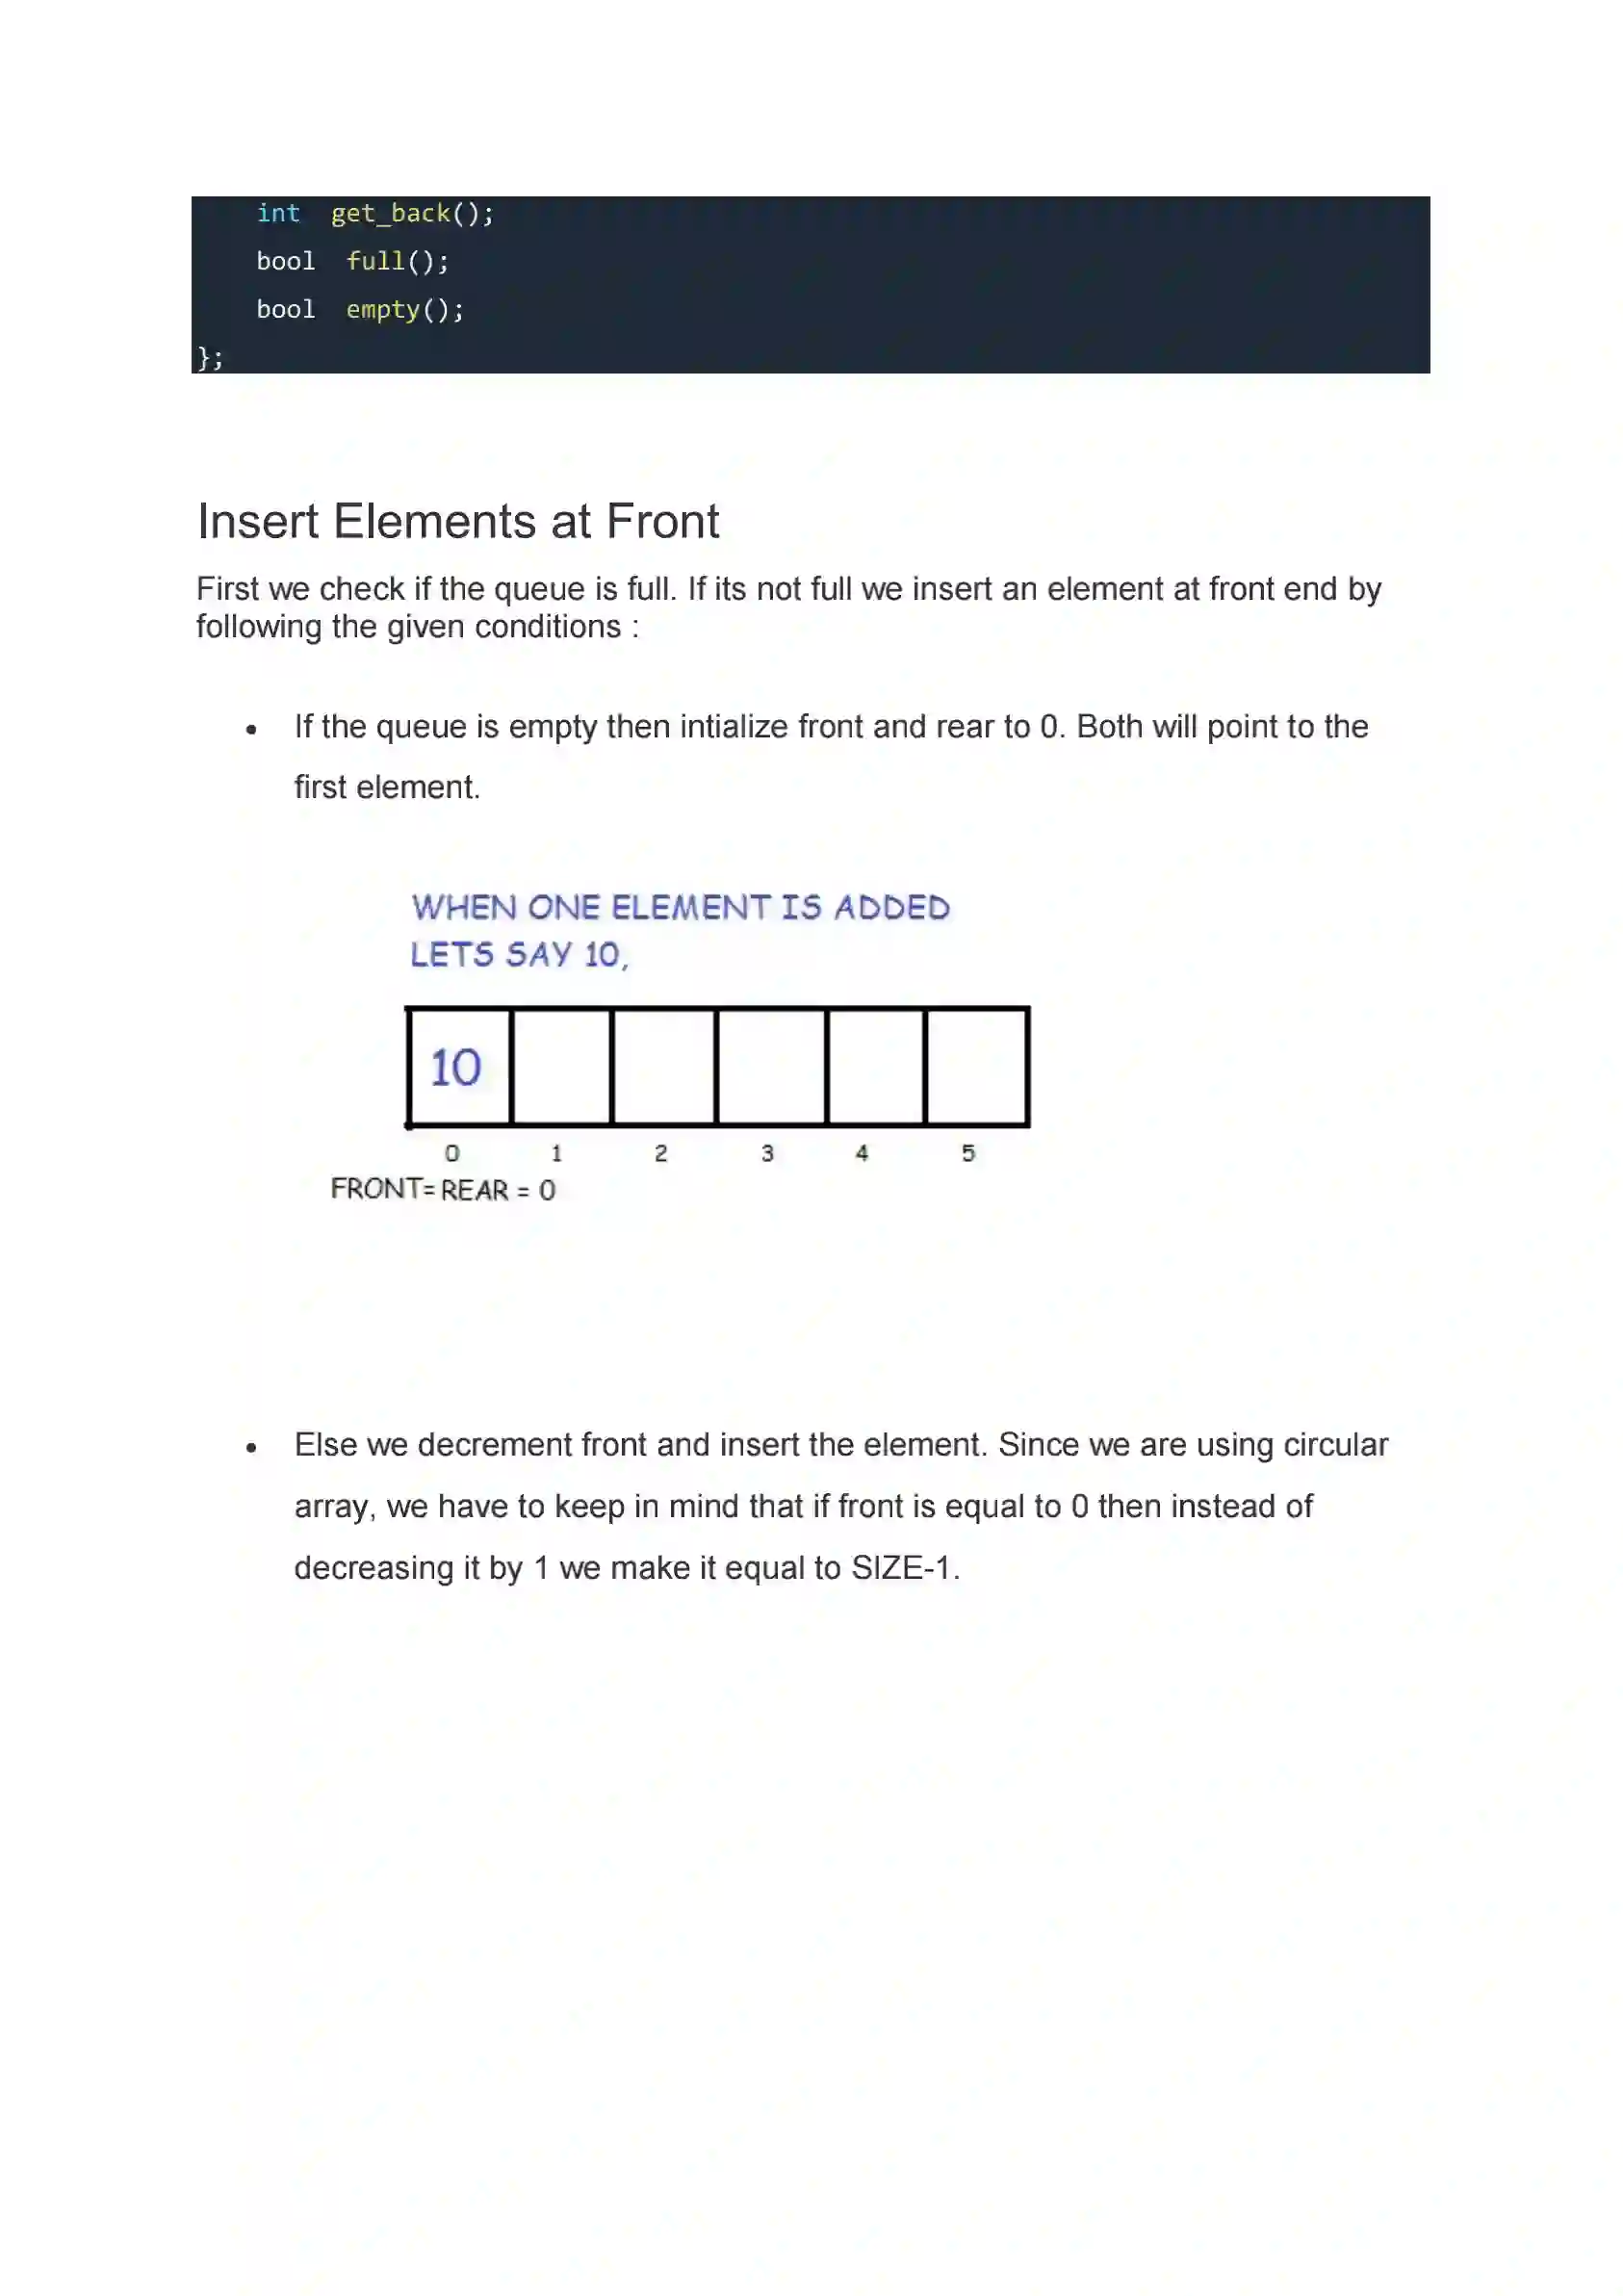 int  get_back();
bool  full();
bool  empty();
};
Insert Elements at Front
First we check if the queue is full. If its not full we insert an element at front end by
following the given conditions :
• If the queue is empty then intialize front and rear to 0. Both will point to the
first element.
WHEN ONE ELEMENT IS ADDED
LETS SAY 10,
10
0 1 2 3 4 5
FRONT= REAR = 0
• Else we decrement front and insert the element. Since we are using circular
array, we have to keep in mind that if front is equal to 0 then instead of
decreasing it by 1 we make it equal to SIZE-1.